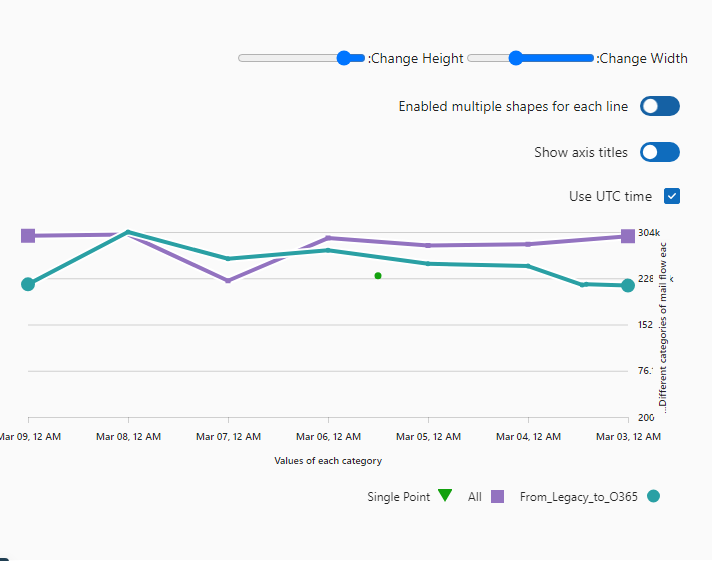 :Change Height
:Change Width
Enabled multiple shapes for each line
Show axis titles
Use UTC time
304k
228
k
152
76.
200
...Different categories of mail flow eac
Mar 09, 12 AM
Mar 08, 12 AM
Mar 07, 12 AM
Mar 06, 12 AM
Mar 05, 12 AM
Mar 04, 12 AM
Mar 03, 12 AM
Values of each category
Single Point
All
From_Legacy_to_O365